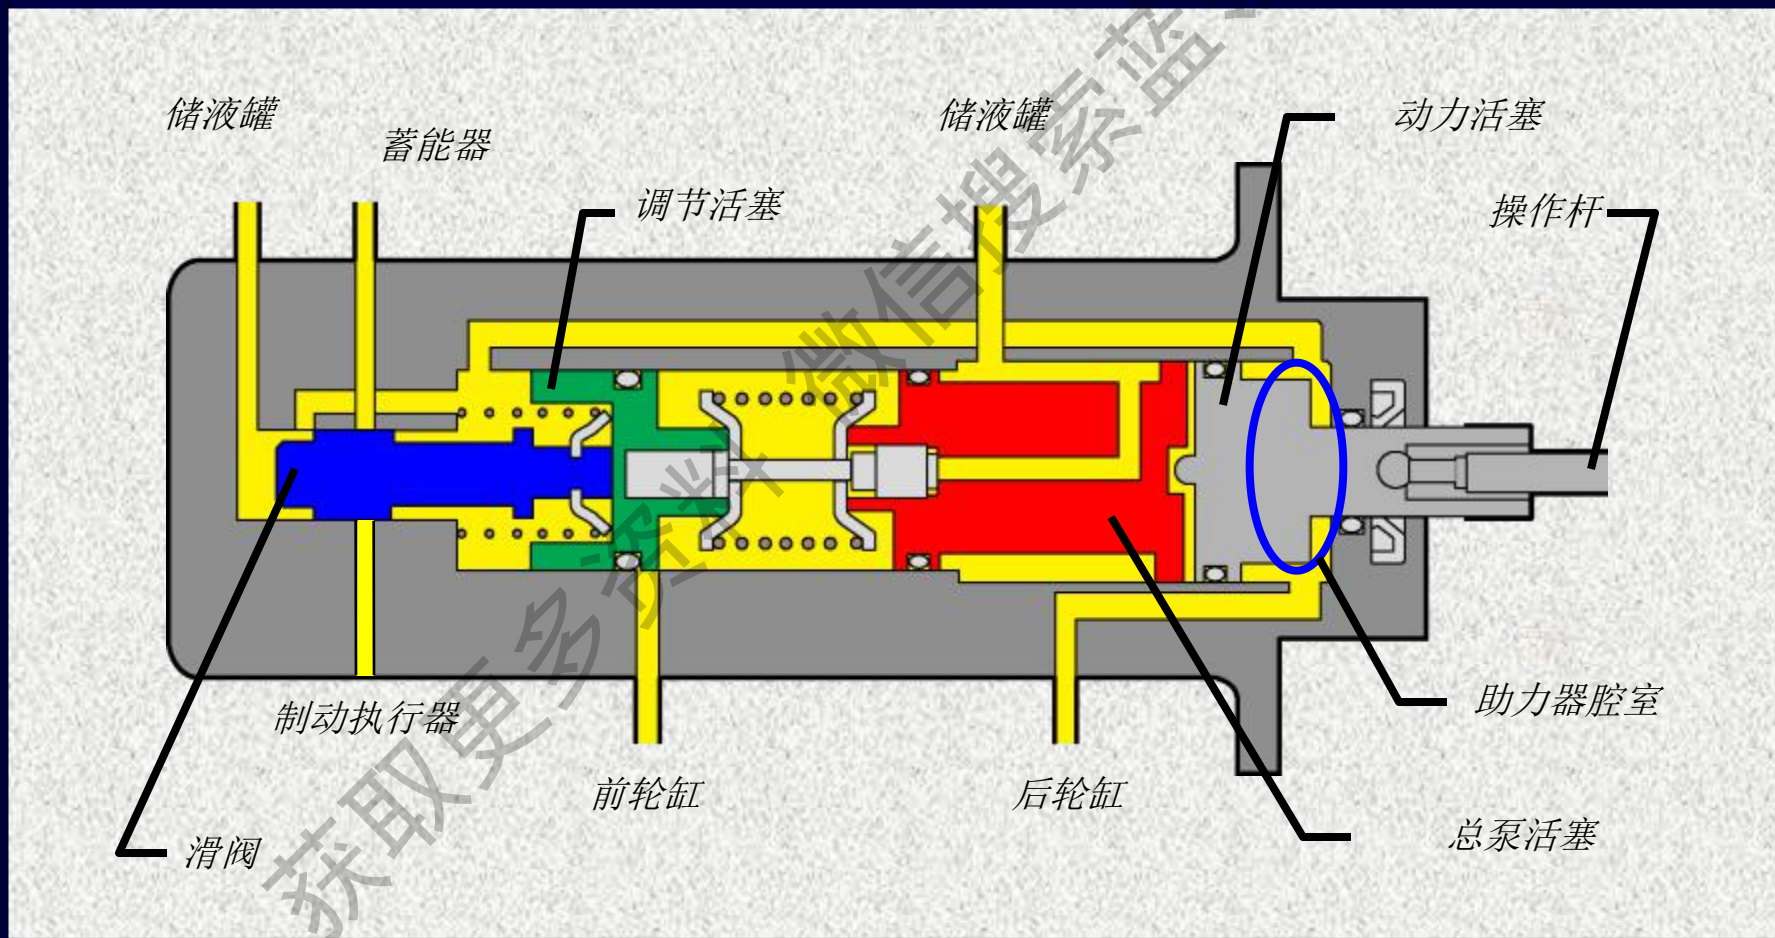 储液罐
蓄能器
储液罐
动力活塞
调节活塞
操作杆
制动执行器
助力器腔室
前轮缸
后轮缸
滑阀
总泵活塞
获取更多资料 微信搜索蓝